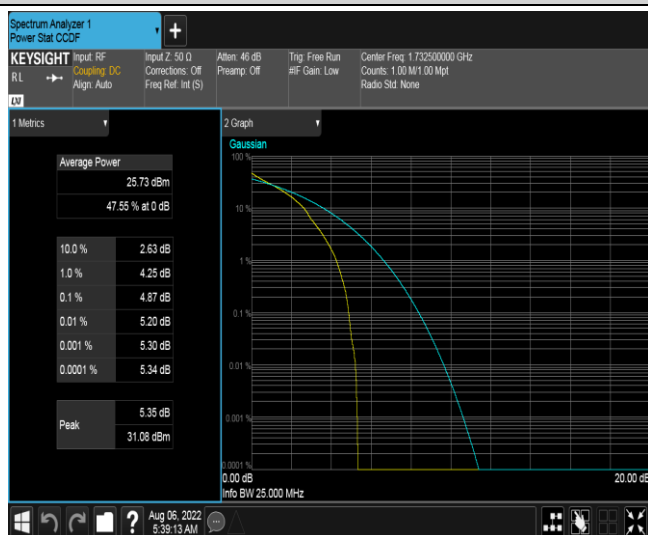 Spectrum Analyzer 1
Power Stat CCDF
+
KEYSIGHT
RL
LXI
Input: RF
Coupling: DC
Align: Auto
Input Z: 50 Ω
Corrections: Off
Freq Ref: Int (S)
Atten: 46 dB
Preamp: Off
Trig: Free Run
#IF Gain: Low
Center Freq: 1.732500000 GHz
Counts: 1.00 M/1.00 Mpt
Radio Std: None
1 Metrics
Average Power
25.73 dBm
47.55 % at 0 dB
10.0 % 2.63 dB
1.0 % 4.25 dB
0.1 % 4.87 dB
0.01 % 5.20 dB
0.001 % 5.30 dB
0.0001 % 5.34 dB
Peak
5.35 dB
31.08 dBm
2 Graph
Gaussian
100 %
10 %
1 %
0.1 %
0.01 %
0.001 %
0.0001 %
0.00 dB 20.00 dB
Info BW 25.000 MHz
?
Aug 06, 2022
5:39:13 AM